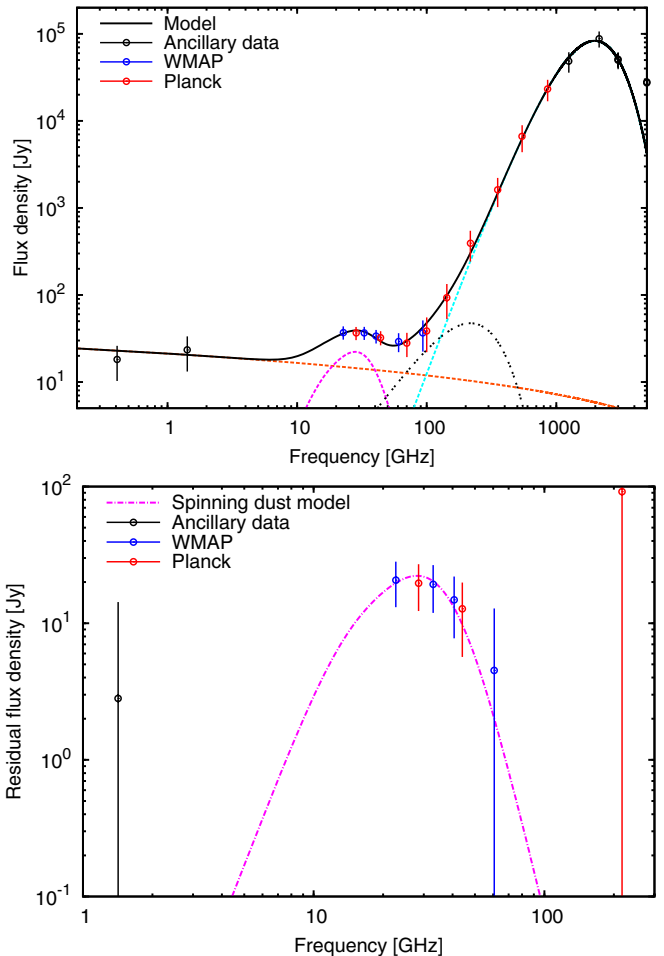 Model
Ancillary data
WMAP
Planck
10^5
10^4
10^3
10^2
10^1
Flux density [Jy]
1 10 100 1000
Frequency [GHz]
Spinning dust model
Ancillary data
WMAP
Planck
10^2
10^1
10^0
10^-1
Residual flux density [Jy]
1 10 100
Frequency [GHz]